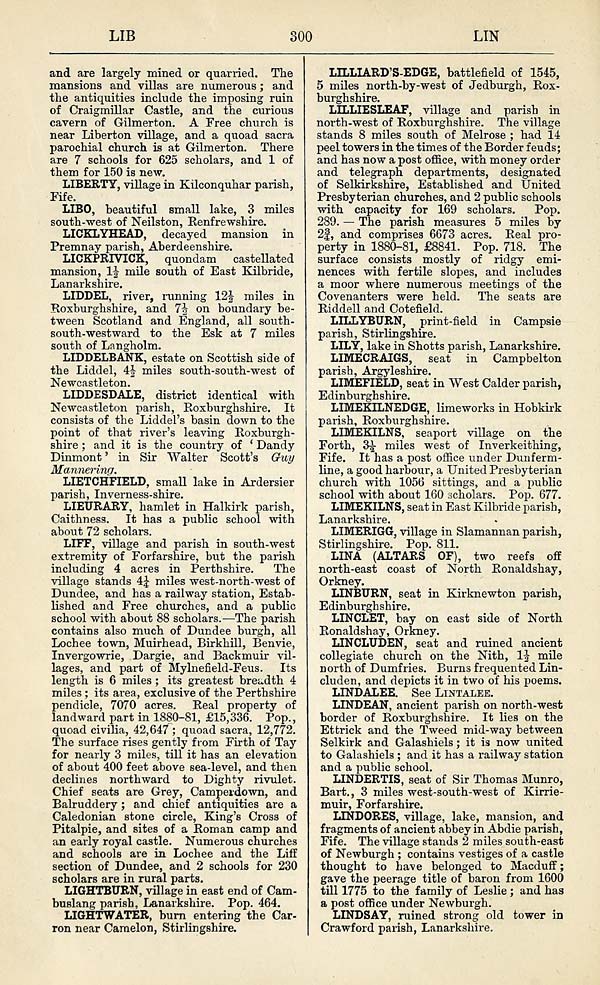 LIB 300 LIN
and are largely mined or quarried. The
mansions and villas are numerous; and
the antiquities include the imposing ruin
of Craigmillar Castle, and the curious
cavern of Gilmerton. A Free church is
near Liberton village, and a quoad sacra
parochial church is at Gilmerton. There
are 7 schools for 625 scholars, and 1 of
them for 150 is new.
LIBERTY, village in Kilconquhar parish,
Fife.
LIBO, beautiful small lake, 3 miles
south-west of Neilston, Renfrewshire.
LICKLYHEAD, decayed mansion in
Premnay parish, Aberdeenshire.
LICKPRIVICK, quondam castellated
mansion, 1½ mile south of East Kilbride,
Lanarkshire.
LIDDEL, river, running 12½ miles in
Roxburghshire, and 7½ on boundary be-
tween Scotland and England, all south-
south-westward to the Esk at 7 miles
south of Langholm.
LIDDELBANK, estate on Scottish side of
the Liddel, 4½ miles south-south-west of
Newcastleton.
LIDDESDALE, district identical with
Newcastleton parish, Roxburghshire. It
consists of the Liddel's basin down to the
point of that river's leaving Roxburgh-
shire; and it is the country of 'Dandy
Dinmont' in Sir Walter Scott's Guy
Mannering.
LIETCHFIELD, small lake in Ardersier
parish, Inverness-shire.
LIEURARY, hamlet in Halkirk parish,
Caithness. It has a public school with
about 72 scholars.
LIFF, village and parish in south-west
extremity of Forfarshire, but the parish
including 4 acres in Perthshire. The
village stands 4¼ miles west-north-west of
Dundee, and has a railway station, Estab-
lished and Free churches, and a public
school with about 88 scholars.—The parish
contains also much of Dundee burgh, all
Lochee town, Muirhead, Birkhill, Benvie,
Invergowrie, Dargie, and Backmuir vil-
lages, and part of Mylnefield-Feus. Its
length is 6 miles; its greatest breadth 4
miles; its area, exclusive of the Perthshire
pendicle, 7070 acres. Real property of
landward part in 1880-81, £15,336. Pop.,
quoad civilia, 42,647; quoad sacra, 12,772.
The surface rises gently from Firth of Tay
for nearly 3 miles, till it has an elevation
of about 400 feet above sea-level, and then
declines northward to Dighty rivulet.
Chief seats are Grey, Camperdown, and
Balruddery; and chief antiquities are a
Caledonian stone circle, King's Cross of
Pitalpie, and sites of a Roman camp and
an early royal castle. Numerous churches
and schools are in Lochee and the Liff
section of Dundee, and 2 schools for 230
scholars are in rural parts.
LIGHTBURN, village in east end of Cam-
buslang parish, Lanarkshire. Pop. 464.
LIGHTWATER, burn entering the Car-
ron near Camelon, Stirlingshire.
LILLIARD'S-EDGE, battlefield of 1545,
5 miles north-by-west of Jedburgh, Rox-
burghshire.
LILLIESLEAF, village and parish in
north-west of Roxburghshire. The village
stands 8 miles south of Melrose; had 14
peel towers in the times of the Border feuds;
and has now a post office, with money order
and telegraph departments, designated
of Selkirkshire, Established and United
Presbyterian churches, and 2 public schools
with capacity for 169 scholars. Pop.
289.—The parish measures 5 miles by
2¾, and comprises 6673 acres. Real pro-
perty in 1880-81, £8841. Pop. 718. The
surface consists mostly of ridgy emi-
nences with fertile slopes, and includes
a moor where numerous meetings of the
Covenanters were held. The seats are
Riddell and Cotefield.
LILLYBURN, print-field in Campsie
parish, Stirlingshire.
LILY, lake in Shotts parish, Lanarkshire.
LIMECRAIGS, seat in Campbelton
parish, Argyleshire.
LIMEFIELD, seat in West Calder parish,
Edinburghshire.
LIMEKILNEDGE, limeworks in Hobkirk
parish, Roxburghshire.
LIMEKILNS, seaport village on the
Forth, 3¼ miles west of Inverkeithing,
Fife. It has a post office under Dunferm-
line, a good harbour, a United Presbyterian
church with 1056 sittings, and a public
school with about 160 scholars. Pop. 677.
LIMEKILNS, seat in East Kilbride parish,
Lanarkshire.
LIMERIGG, village in Slamannan parish,
Stirlingshire. Pop. 811.
LINA (ALTARS OF), two reefs off
north-east coast of North Ronaldshay,
Orkney.
LINBURN, seat in Kirknewton parish,
Edinburghshire.
LINCLET, bay on east side of North
Ronaldshay, Orkney.
LINCLUDEN, seat and ruined ancient
collegiate church on the Nith, 1½ mile
north of Dumfries. Burns frequented Lin-
cluden, and depicts it in two of his poems.
LINDALEE. See LINTALEE.
LINDEAN, ancient parish on north-west
border of Roxburghshire. It lies on the
Ettrick and the Tweed mid-way between
Selkirk and Galashiels; it is now united
to Galashiels; and it has a railway station
and a public school.
LINDERTIS, seat of Sir Thomas Munro,
Bart., 3 miles west-south-west of Kirrie-
muir, Forfarshire.
LINDORES, village, lake, mansion, and
fragments of ancient abbey in Abdie parish,
Fife. The village stands 2 miles south-east
of Newburgh; contains vestiges of a castle
thought to have belonged to Macduff;
gave the peerage title of baron from 1600
till 1775 to the family of Leslie; and has
a post office under Newburgh.
LINDSAY, ruined strong old tower in
Crawford parish, Lanarkshire.